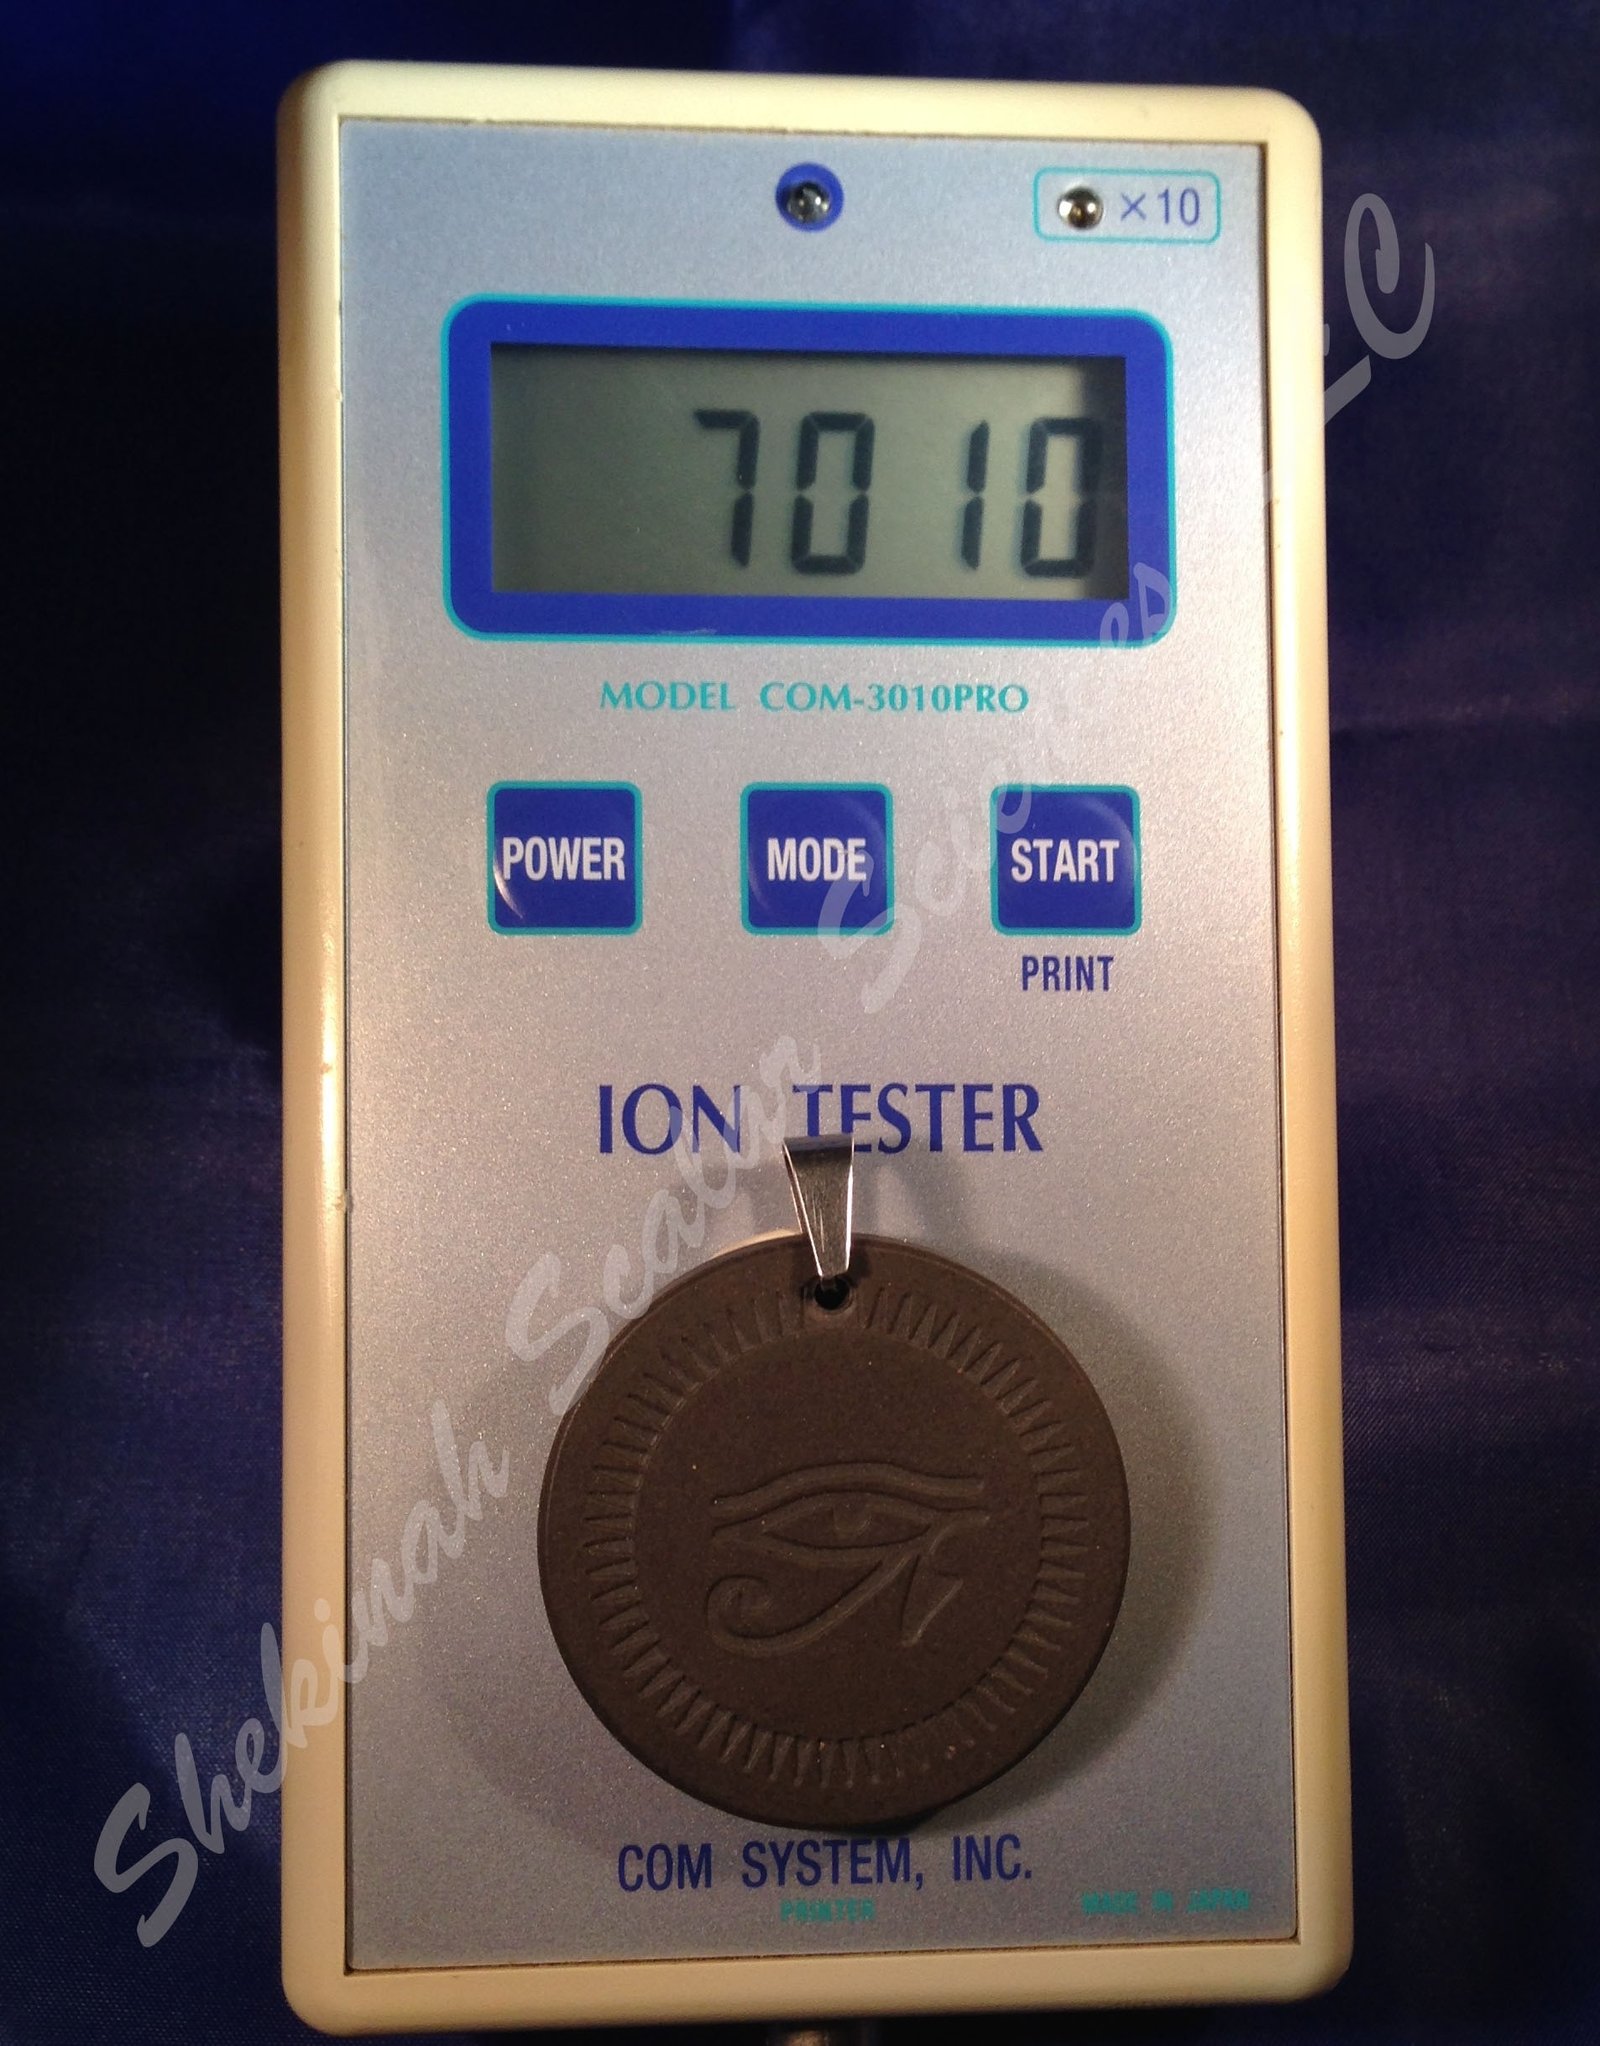 ×10
7010
MODEL COM-3010PRO
POWER MODE START
PRINT
ION TESTER
COM SYSTEM, INC.
PRINTER
MADE IN JAPAN
Shekinah Scalar Sciences LLC